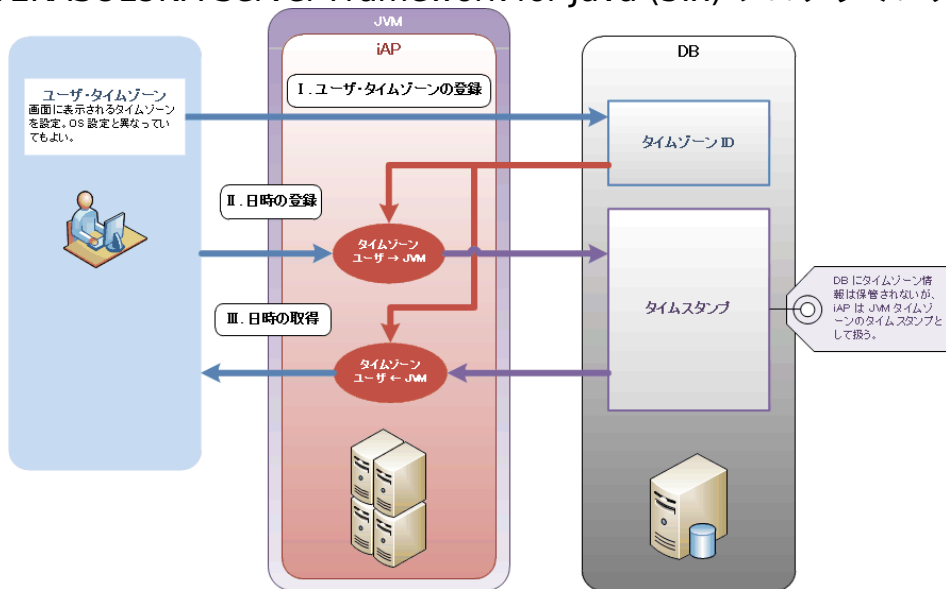 TERASOLUNA Server Framework for Java (5.x)
JVM
iAP
DB
ユーザ・タイムゾーン
画面に表示されるタイムゾーン
を設定。OS 設定と異なってい
てもよい。
Ⅰ.ユーザ・タイムゾーンの登録
タイムゾーン ID
Ⅱ.日時の登録
タイムゾーン
ユーザ → JVM
タイムスタンプ
DB にタイムゾーン情
報は保管されないが、
iAP は JVM タイムゾ
ーンのタイムスタンプと
して扱う。
Ⅲ.日時の取得
タイムゾーン
ユーザ ← JVM